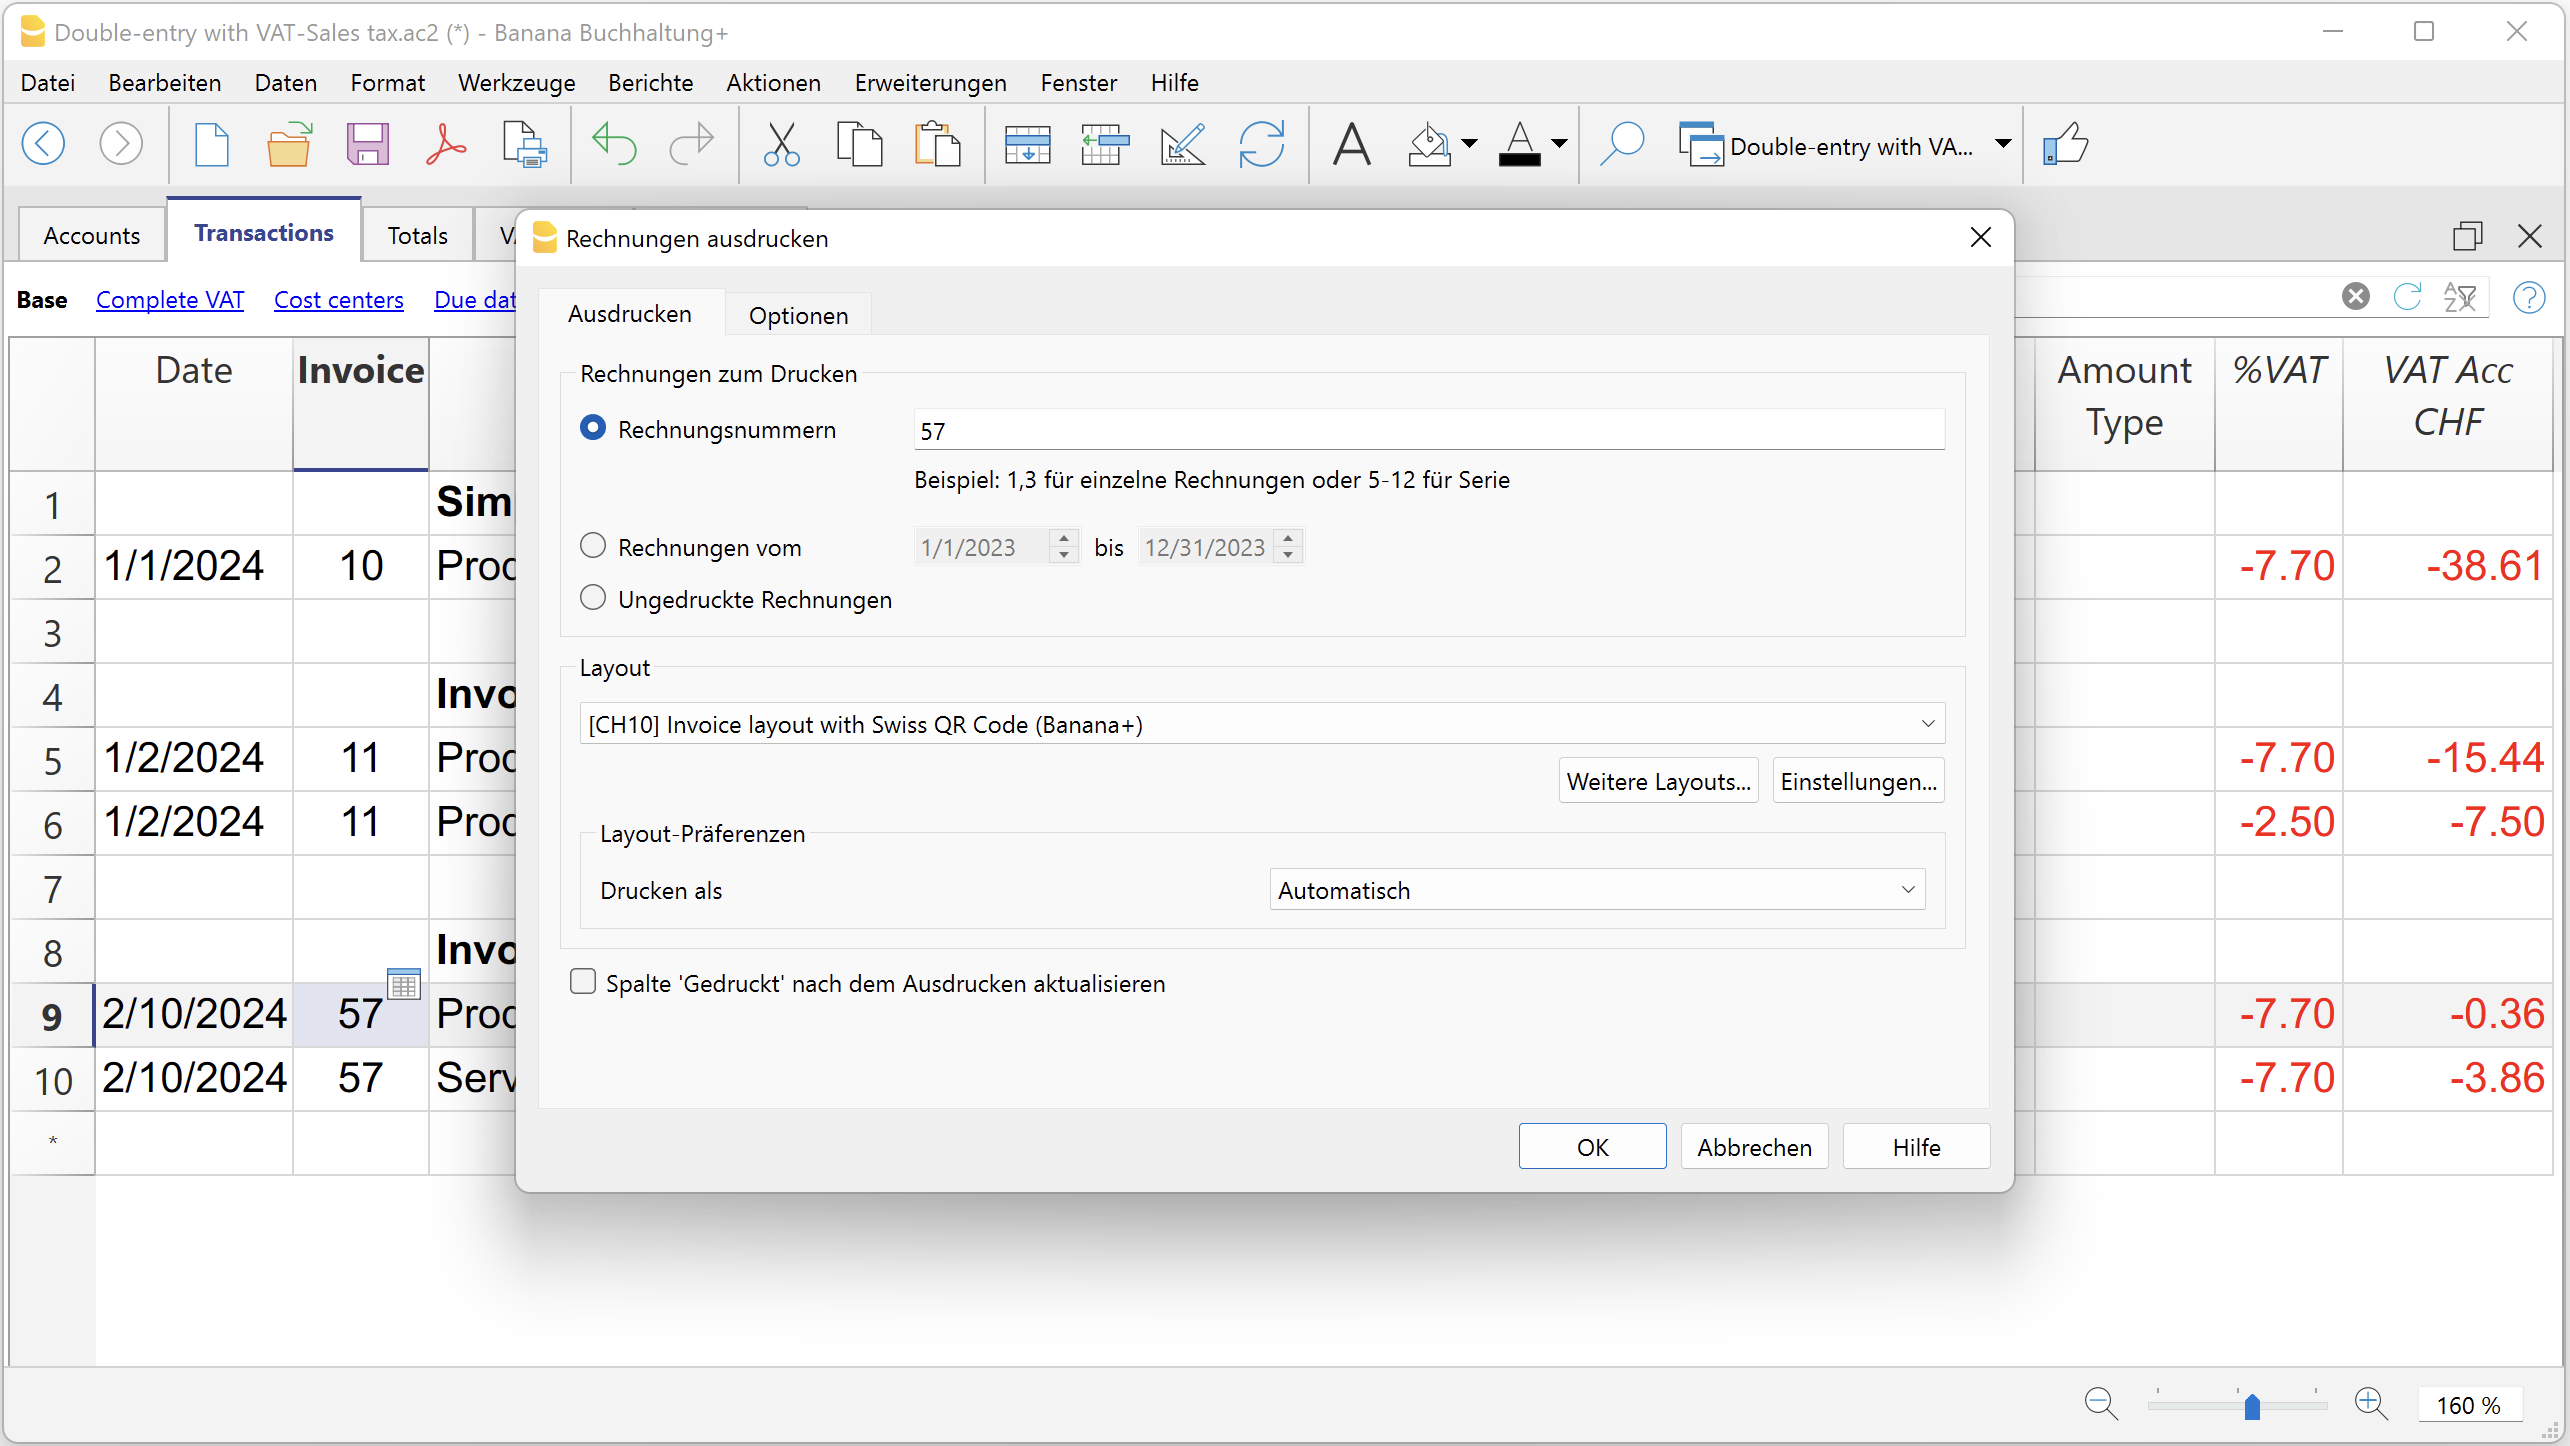 Double-entry with VAT-Sales tax.ac2 (*) - Banana Buchhaltung+
Datei Bearbeiten Daten Format Werkzeuge Berichte Aktionen Erweiterungen Fenster Hilfe
Double-entry with VA...
Accounts Transactions Totals
Rechnungen ausdrucken
Base Complete VAT Cost centers Due dat
Ausdrucken Optionen
Date Invoice Amount Type %VAT VAT Acc CHF
Rechnungen zum Drucken
Rechnungsnummern 57
Beispiel: 1,3 für einzelne Rechnungen oder 5-12 für Serie
Rechnungen vom 1/1/2023 bis 12/31/2023
Ungedruckte Rechnungen
Layout
[CH10] Invoice layout with Swiss QR Code (Banana+)
Weitere Layouts... Einstellungen...
Layout-Präferenzen
Drucken als Automatisch
Spalte 'Gedruckt' nach dem Ausdrucken aktualisieren
OK Abbrechen Hilfe
1 Sim
2 1/1/2024 10 Prod -7.70 -38.61
3
4 Invo
5 1/2/2024 11 Prod -7.70 -15.44
6 1/2/2024 11 Prod -2.50 -7.50
7
8 Invo
9 2/10/2024 57 Prod -7.70 -0.36
10 2/10/2024 57 Serv -7.70 -3.86
*
160 %